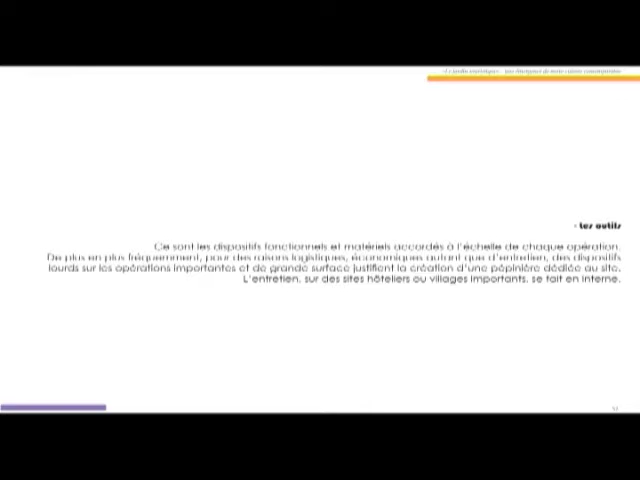 - Les outils
Ce sont les dispositifs fonctionnels et matériels accordés à l'échelle de chaque opération.
De plus en plus fréquemment, pour des raisons logistiques, économiques autant que d'entretien, des dispositifs
lourds sur les opérations importantes et de grande surface justifient la création d'une pépinière dédiée au site.
L'entretien, sur des sites hôteliers ou villages importants, se fait en interne.